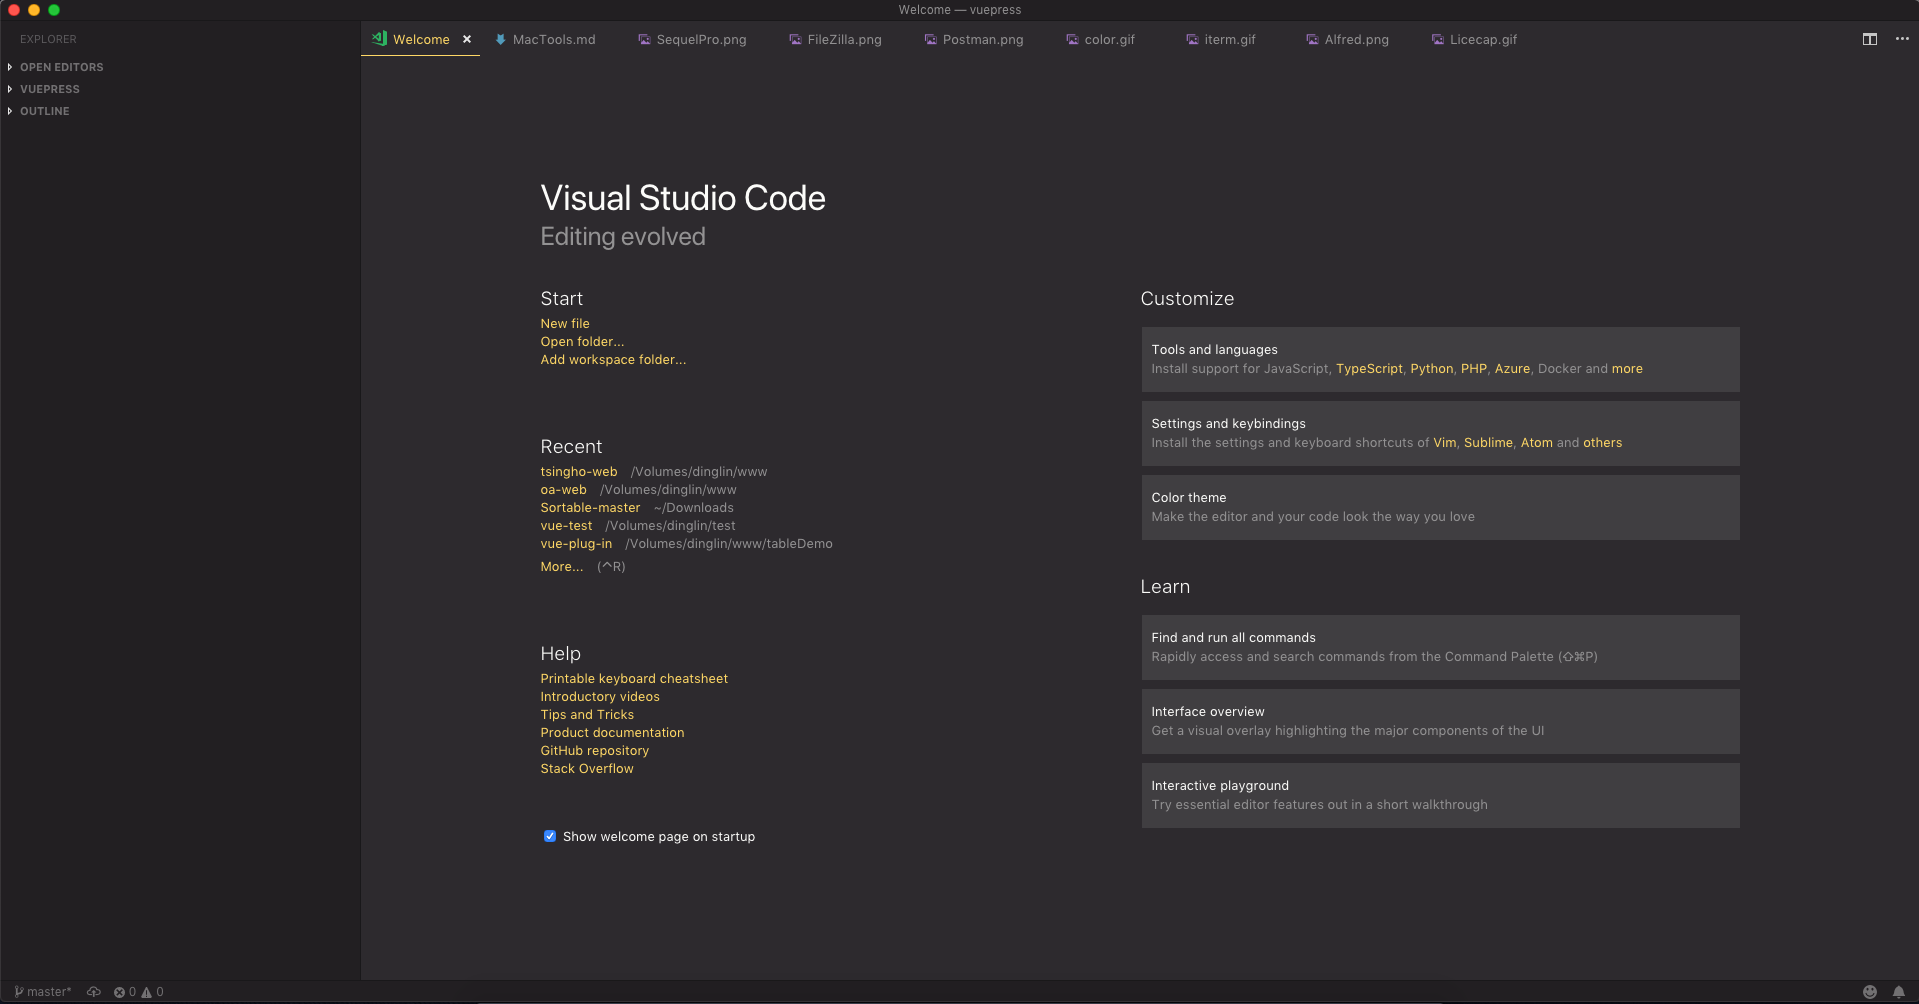 Welcome — vuepress
EXPLORER
OPEN EDITORS
VUEPRESS
OUTLINE
Welcome MacTools.md SequelPro.png FileZilla.png Postman.png color.gif iterm.gif Alfred.png Licecap.gif
Visual Studio Code
Editing evolved
Start
New file
Open folder...
Add workspace folder...
Recent
tsingho-web /Volumes/dinglin/www
oa-web /Volumes/dinglin/www
Sortable-master ~/Downloads
vue-test /Volumes/dinglin/test
vue-plug-in /Volumes/dinglin/www/tableDemo
More... (^R)
Help
Printable keyboard cheatsheet
Introductory videos
Tips and Tricks
Product documentation
GitHub repository
Stack Overflow
Show welcome page on startup
Customize
Tools and languages
Install support for JavaScript, TypeScript, Python, PHP, Azure, Docker and more
Settings and keybindings
Install the settings and keyboard shortcuts of Vim, Sublime, Atom and others
Color theme
Make the editor and your code look the way you love
Learn
Find and run all commands
Rapidly access and search commands from the Command Palette (⇧⌘P)
Interface overview
Get a visual overlay highlighting the major components of the UI
Interactive playground
Try essential editor features out in a short walkthrough
master* 0 0